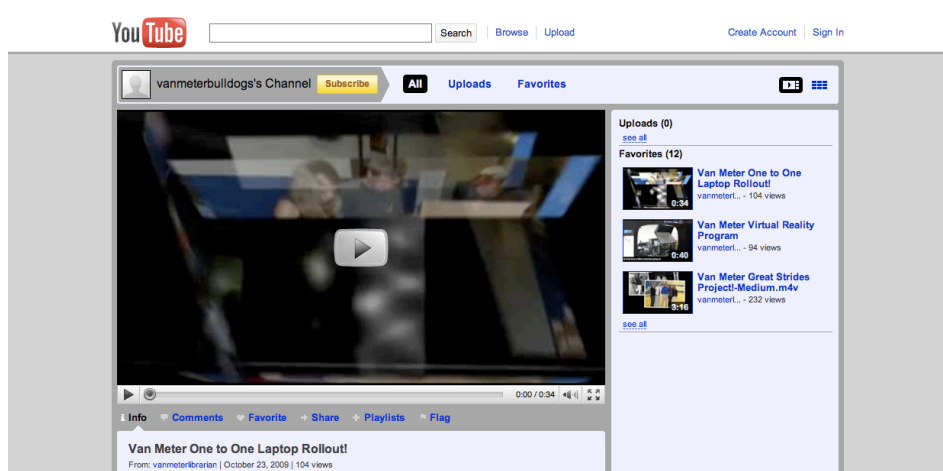 YouTube
Search
Browse
Upload
Create Account
Sign In
vanmeterbulldogs's Channel
Subscribe
All
Uploads
Favorites
Uploads (0)
see all
Favorites (12)
Van Meter One to One
Laptop Rollout!
vanmeterl... - 104 views
0:34
Van Meter Virtual Reality
Program
vanmeterl... - 94 views
0:40
Van Meter Great Strides
Project!-Medium.m4v
vanmeterl... - 232 views
3:16
see all
0:00 / 0:34
Info
Comments
Favorite
Share
Playlists
Flag
Van Meter One to One Laptop Rollout!
From: vanmeterlibrarian | October 23, 2009 | 104 views